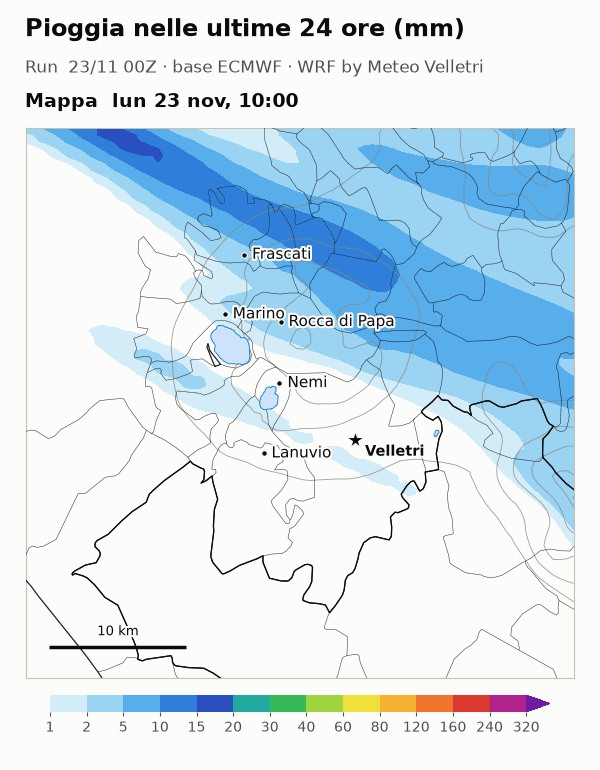 Pioggia nelle ultime 24 ore (mm)
Run  23/11 00Z · base ECMWF · WRF by Meteo Velletri
Mappa  lun 23 nov, 10:00
Frascati
Marino
Rocca di Papa
Nemi
Velletri
Lanuvio
10 km
1 2 5 10 15 20 30 40 60 80 120 160 240 320